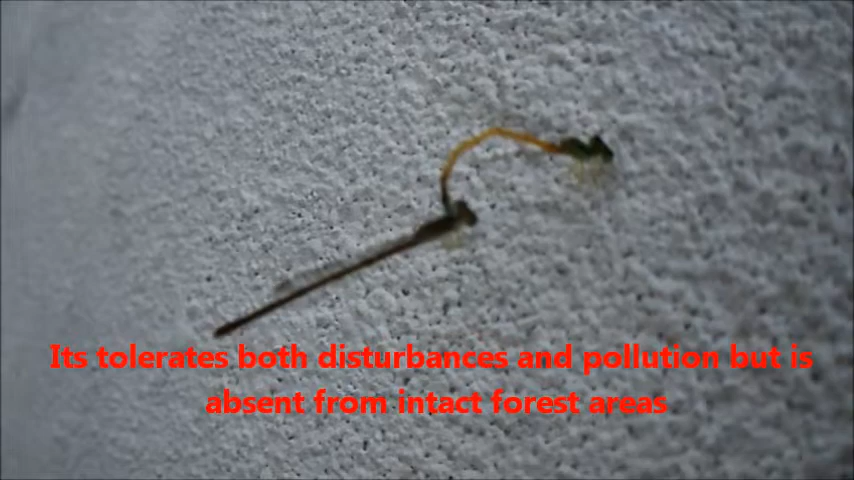 Its tolerates both disturbances and pollution but is
absent from intact forest areas